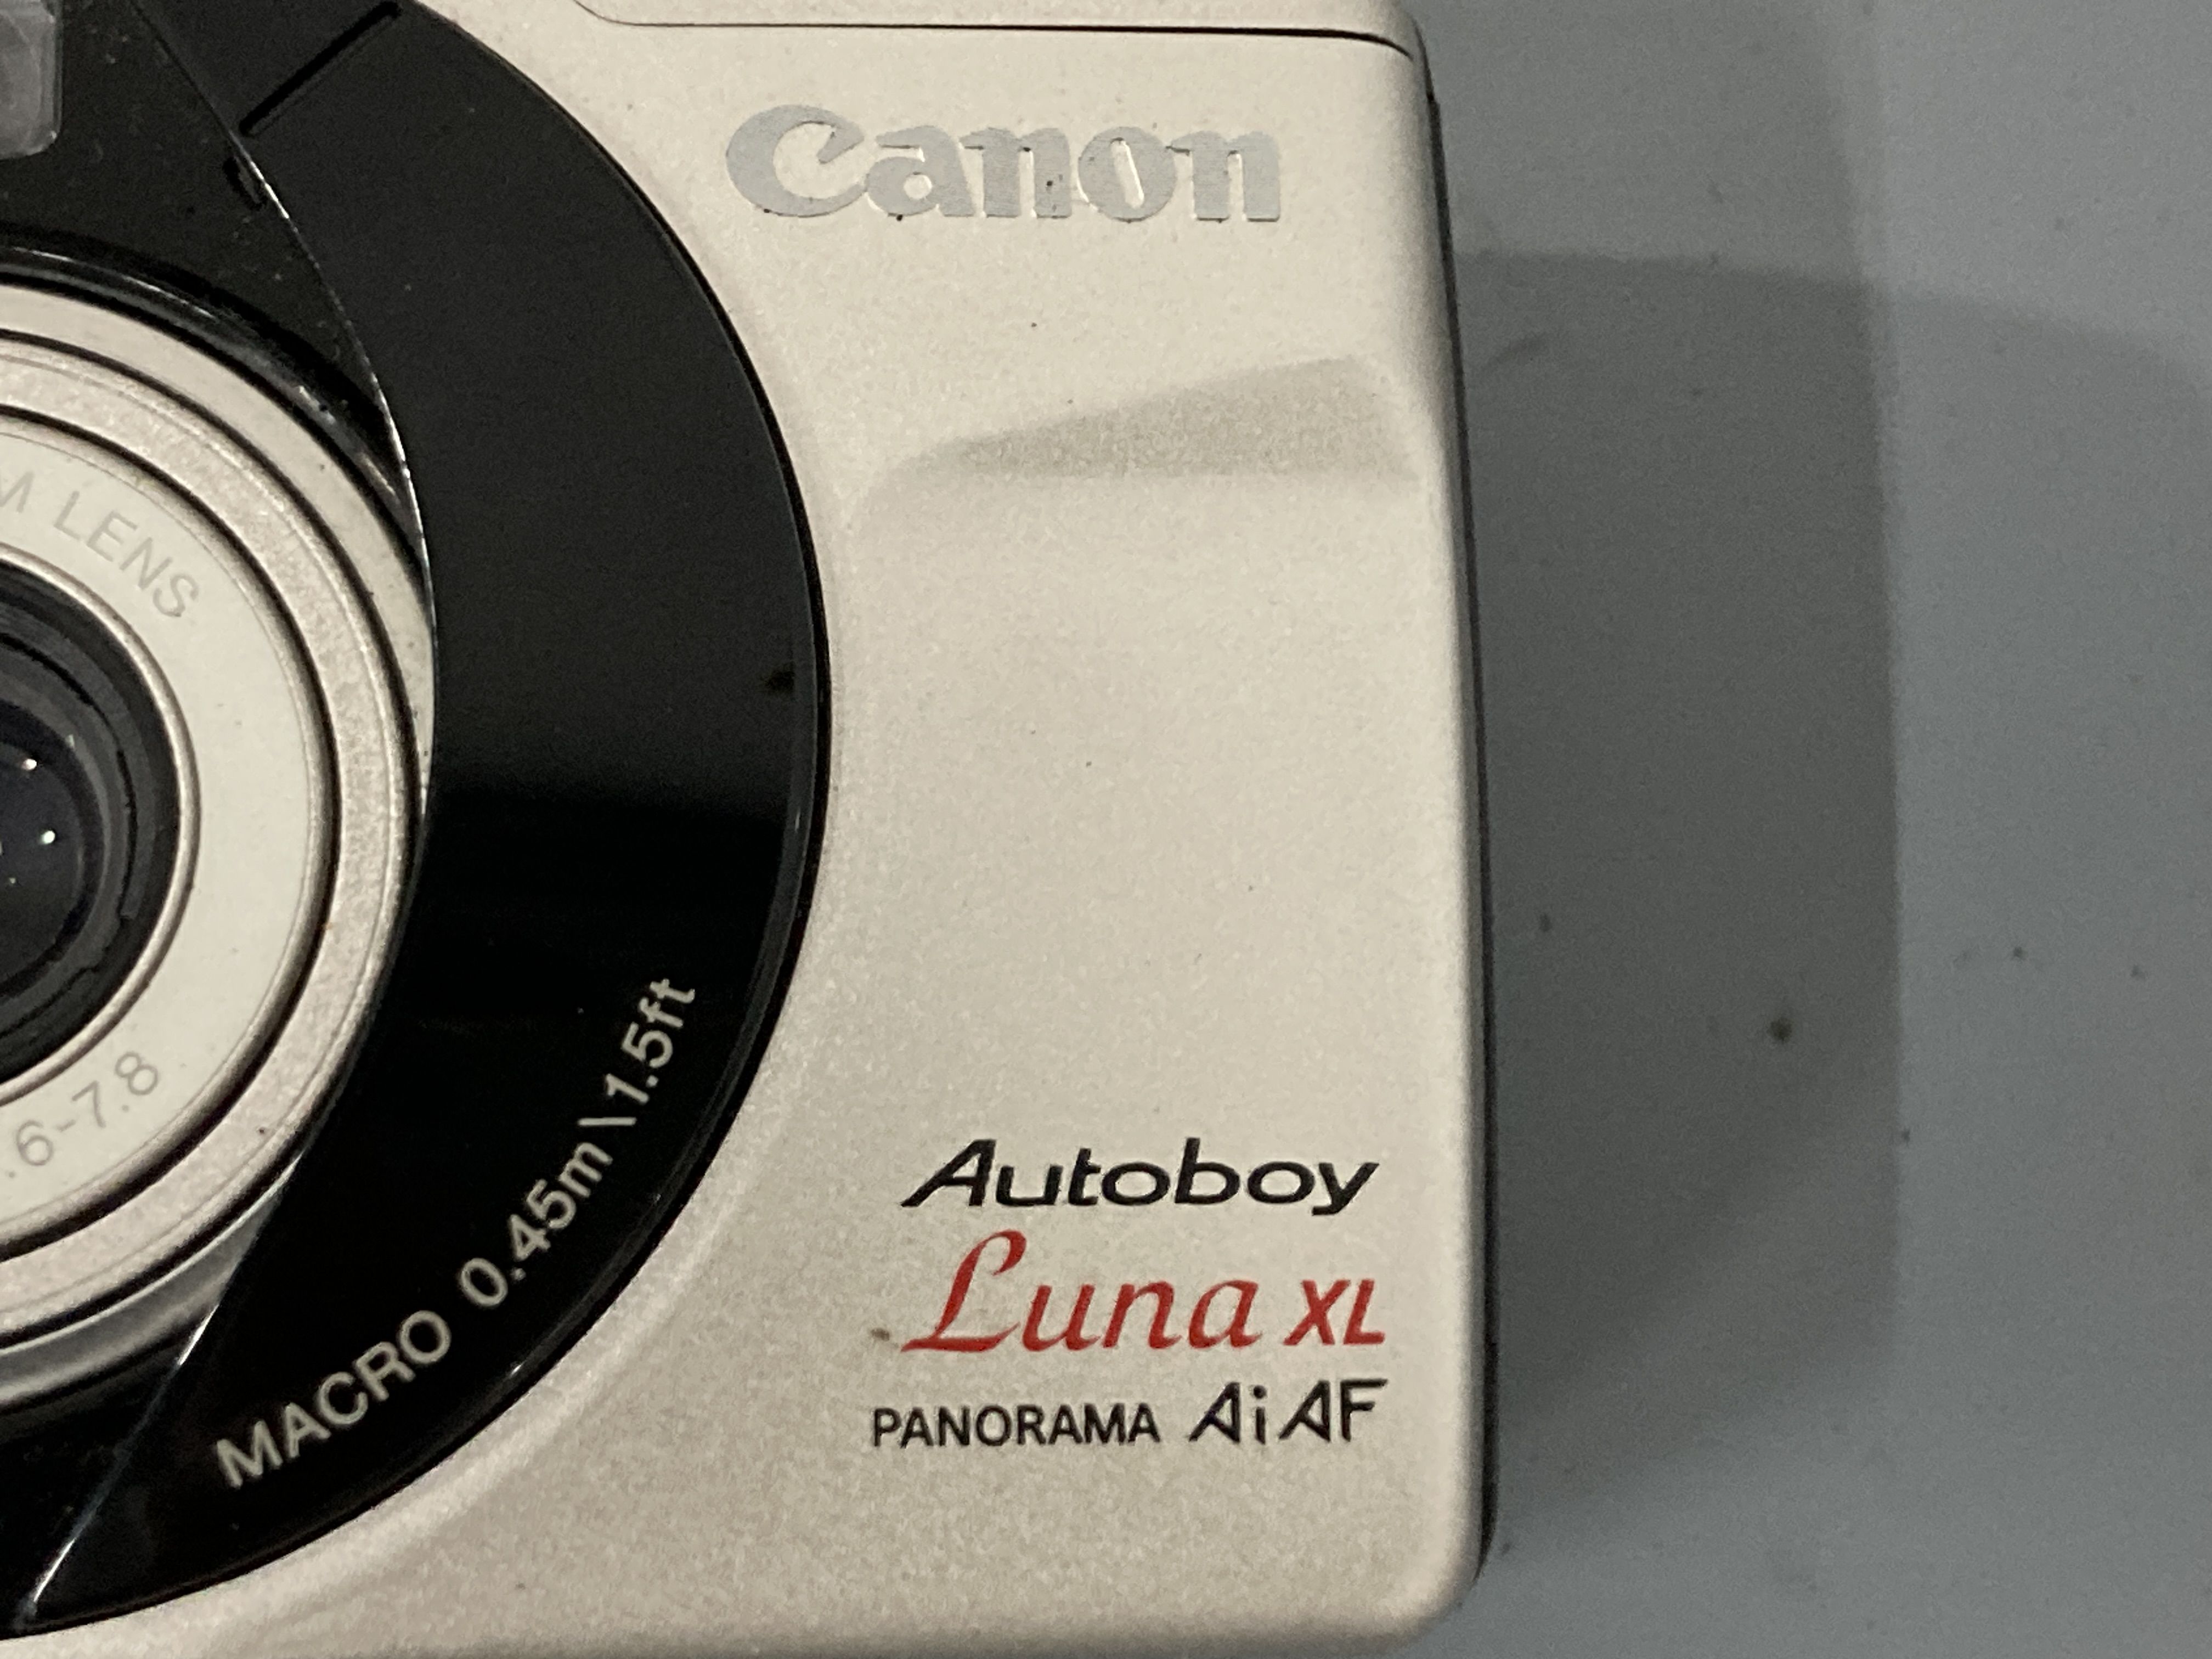 Canon
LENS
.6-7.8
MACRO 0.45m\1.5ft
Autoboy
Luna XL
PANORAMA AiAF